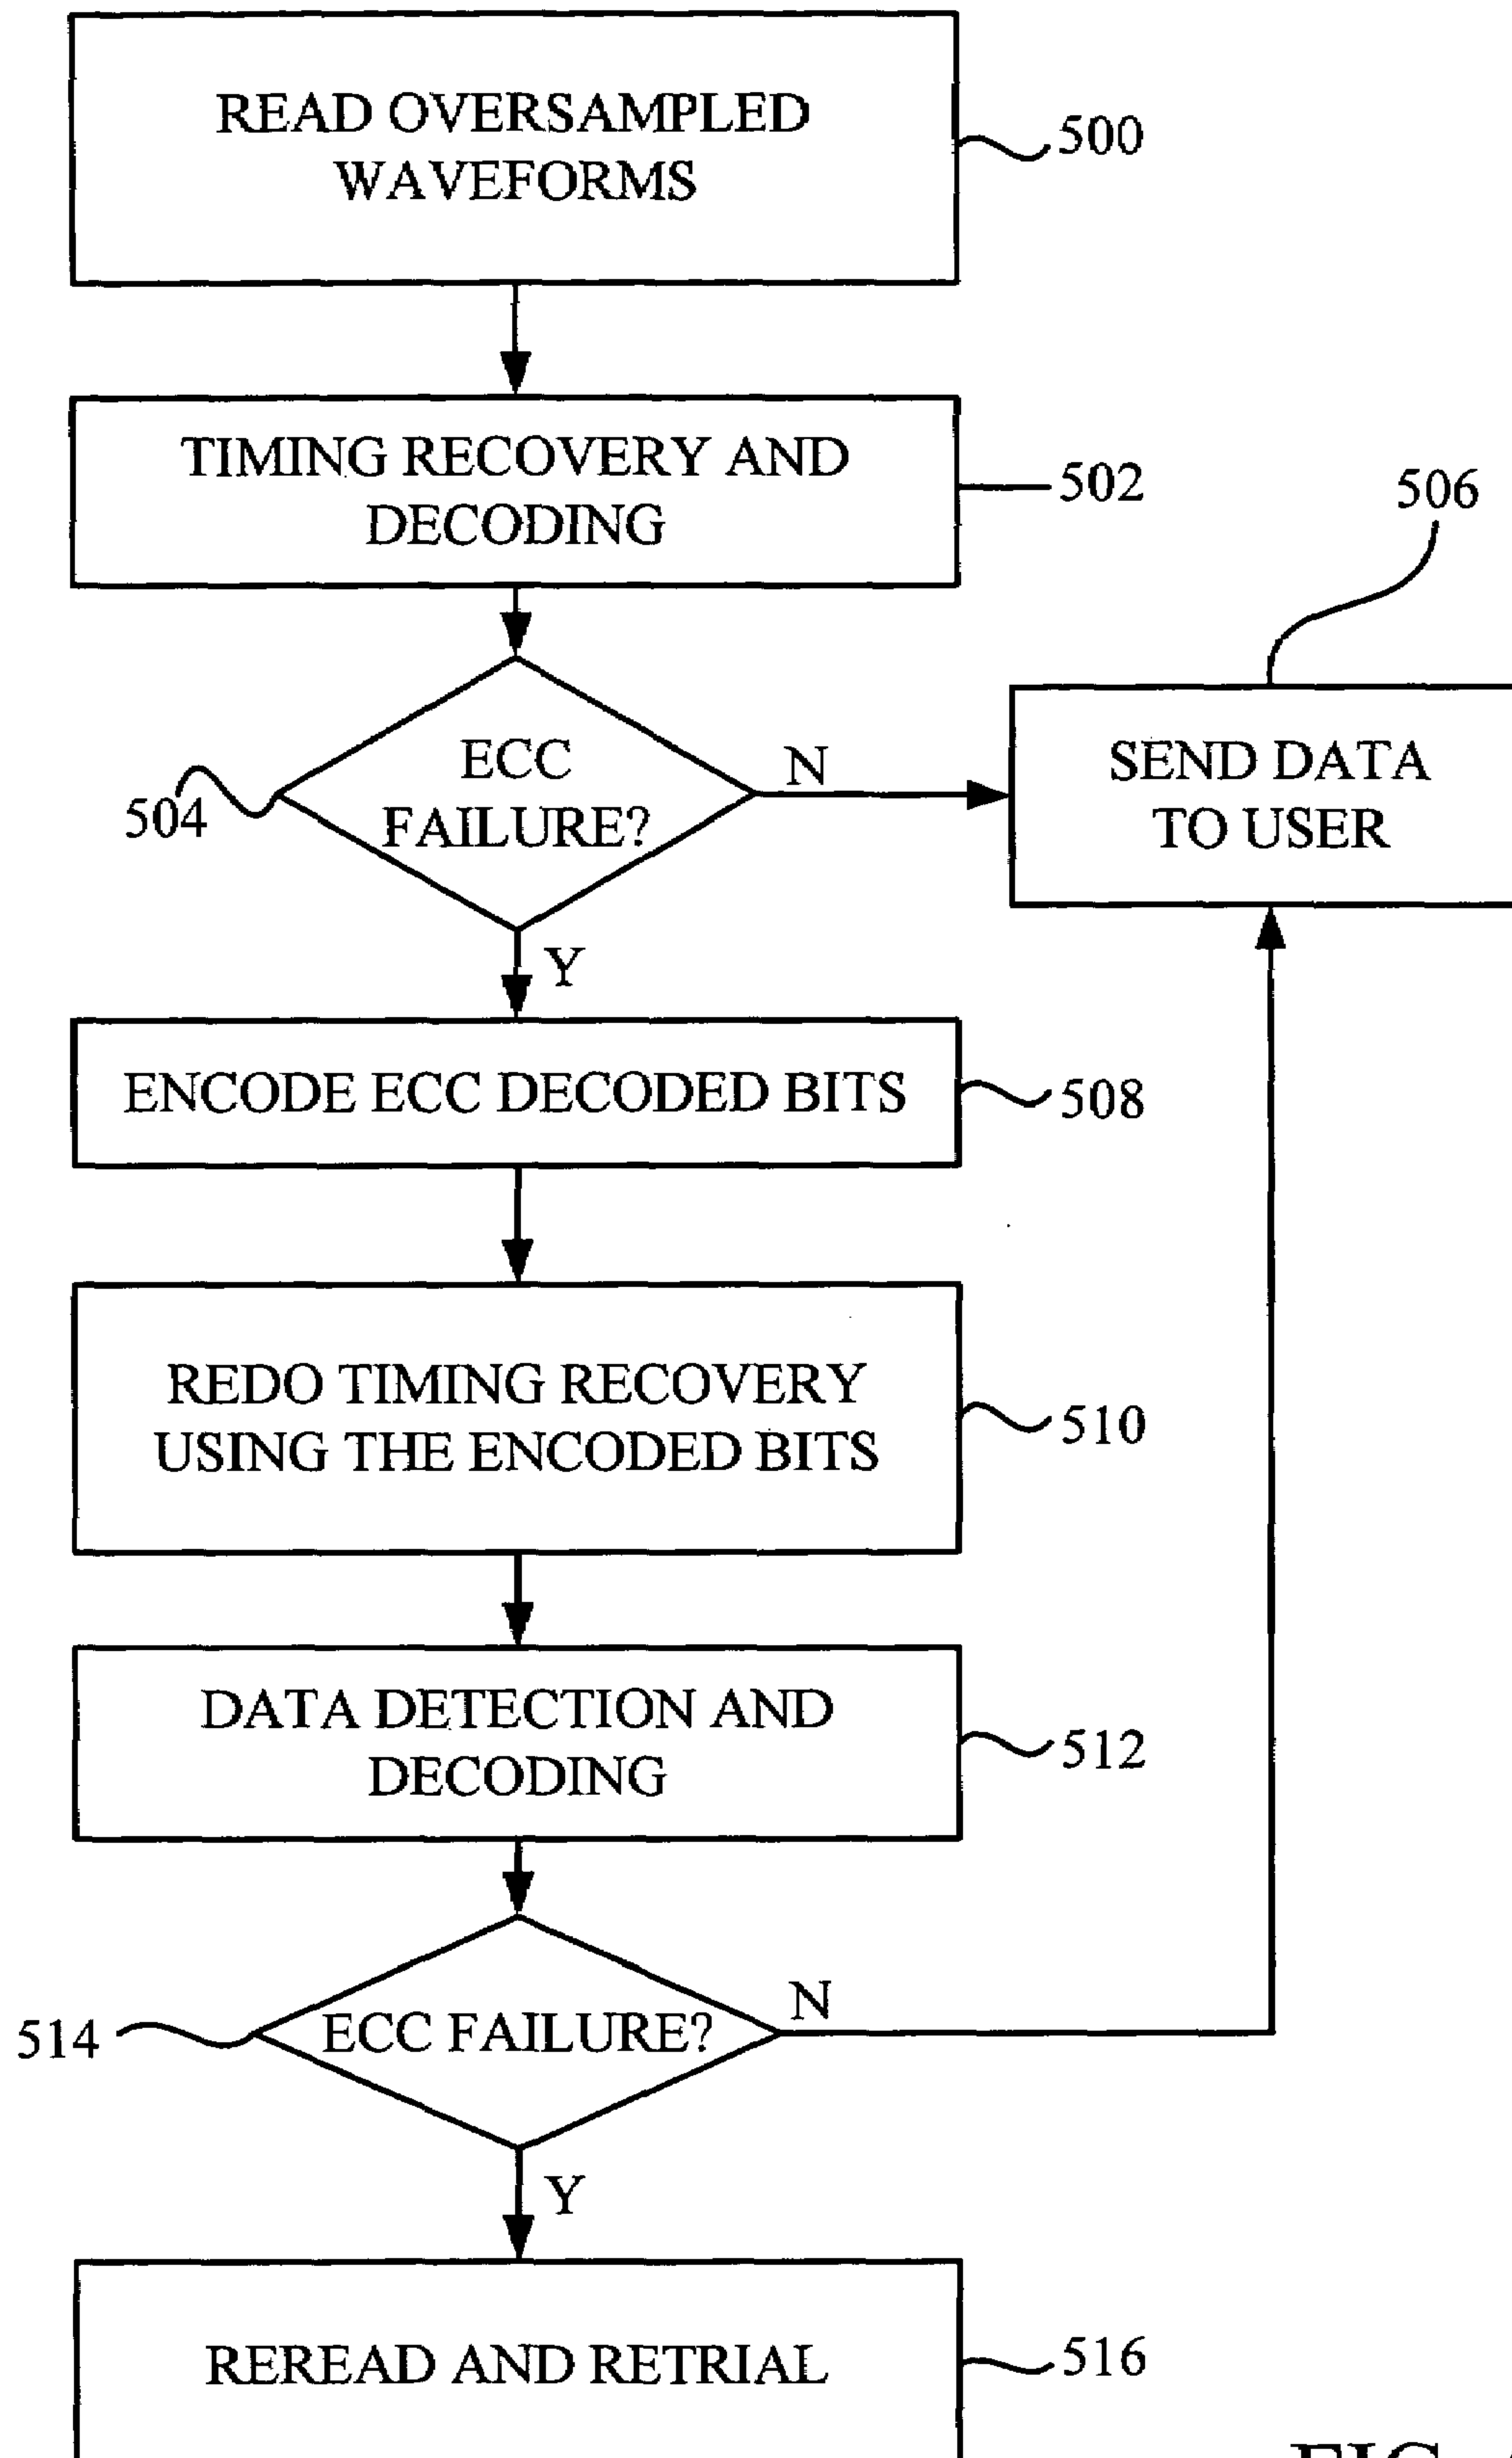 READ OVERSAMPLED
WAVEFORMS
500
TIMING RECOVERY AND
DECODING
502
506
ECC
FAILURE?
504
N
SEND DATA
TO USER
Y
ENCODE ECC DECODED BITS
508
REDO TIMING RECOVERY
USING THE ENCODED BITS
510
DATA DETECTION AND
DECODING
512
ECC FAILURE?
514
N
Y
REREAD AND RETRIAL
516